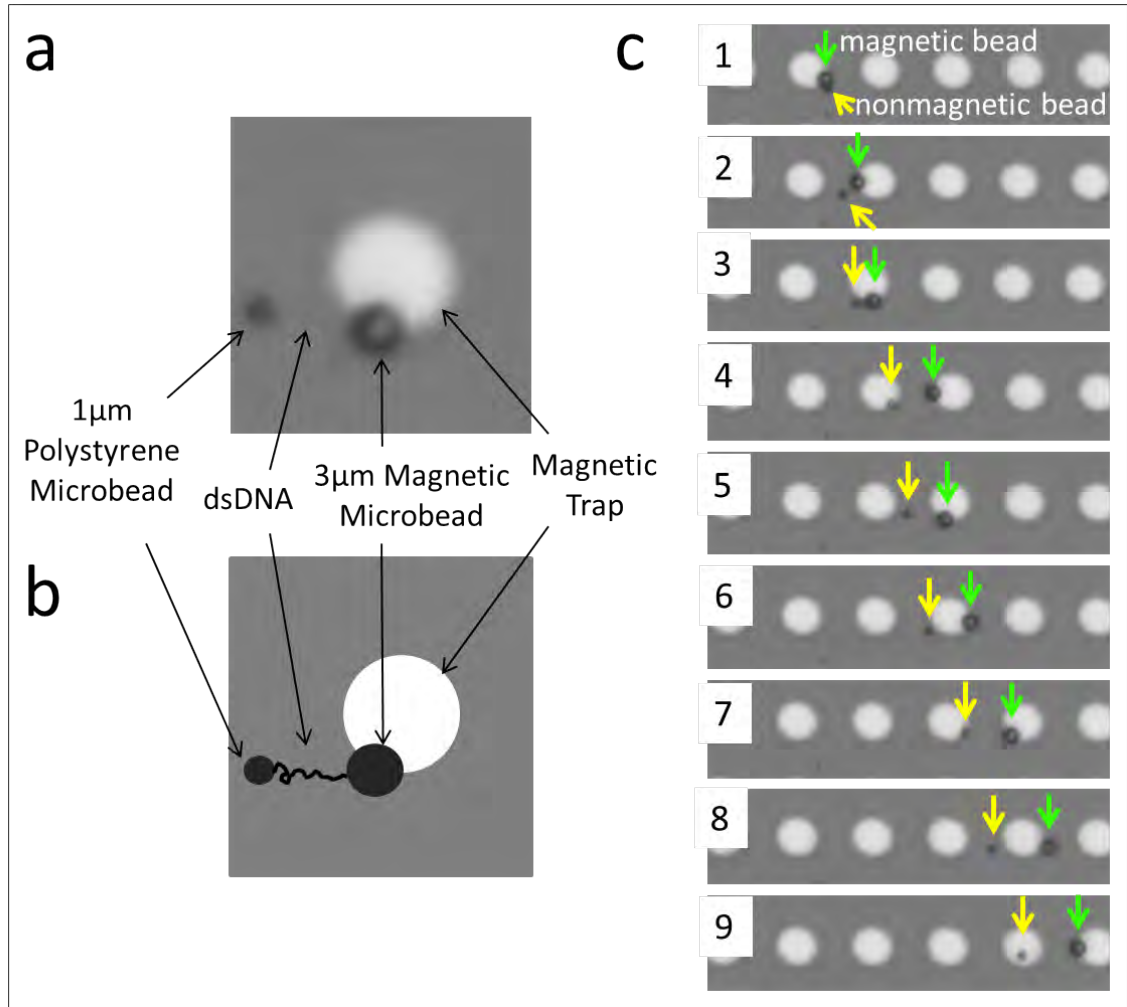 a
1µm
Polystyrene
Microbead
dsDNA
3µm Magnetic
Microbead
Magnetic
Trap
b
c
1
magnetic bead
nonmagnetic bead
2
3
4
5
6
7
8
9